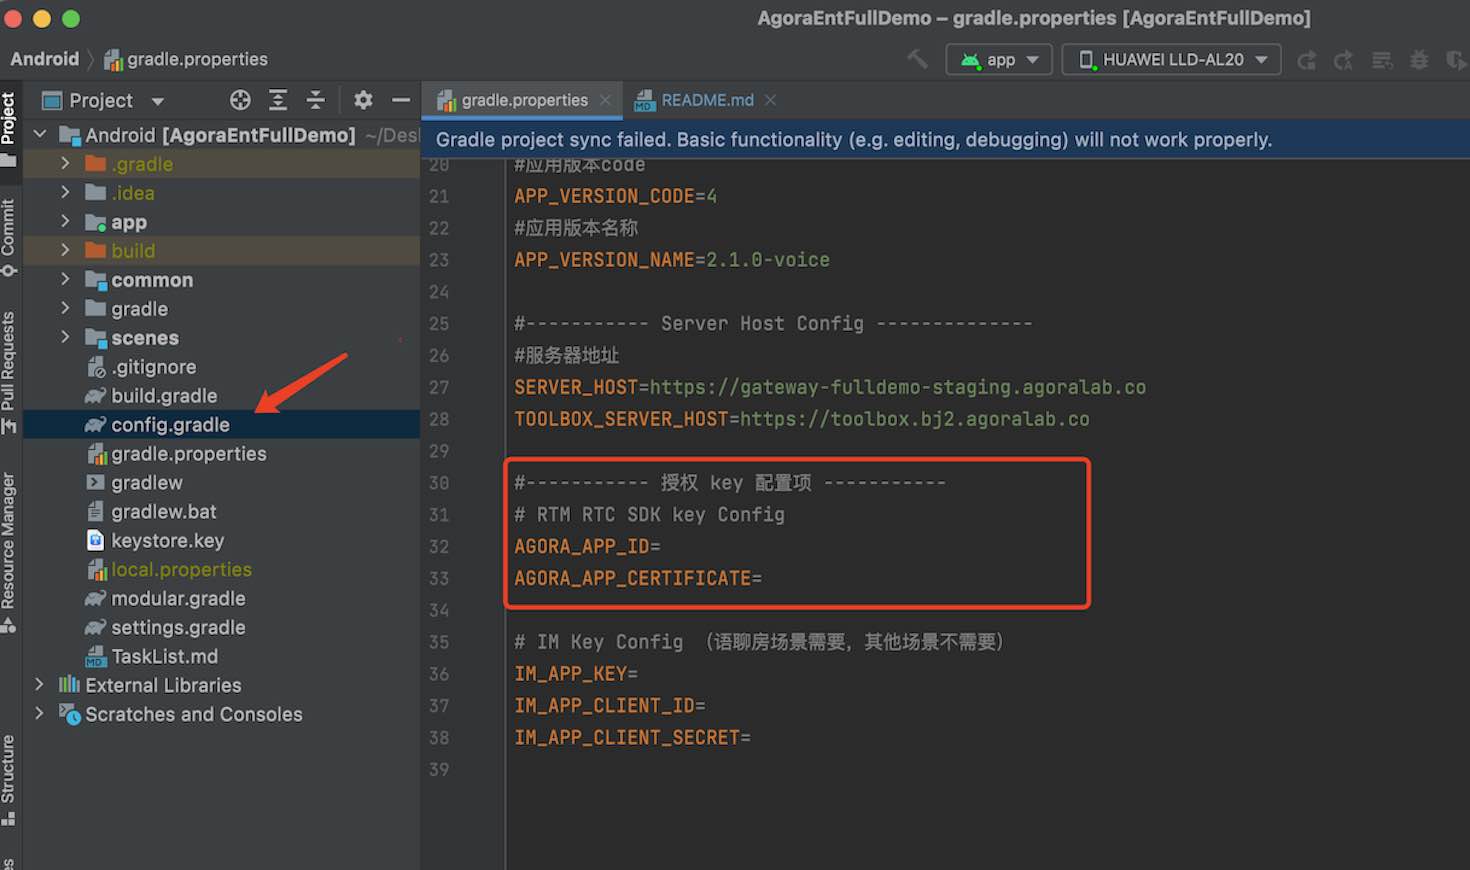 AgoraEntFullDemo – gradle.properties [AgoraEntFullDemo]
Android
gradle.properties
app
HUAWEI LLD-AL20
Project
gradle.properties
README.md
Project
Commit
Pull Requests
Resource Manager
Structure
Android [AgoraEntFullDemo] ~/Des
.gradle
.idea
app
build
common
gradle
scenes
.gitignore
build.gradle
config.gradle
gradle.properties
gradlew
gradlew.bat
keystore.key
local.properties
modular.gradle
settings.gradle
MD TaskList.md
External Libraries
Scratches and Consoles
Gradle project sync failed. Basic functionality (e.g. editing, debugging) will not work properly.
20 #应用版本code
21 APP_VERSION_CODE=4
22 #应用版本名称
23 APP_VERSION_NAME=2.1.0-voice
24
25 #----------- Server Host Config --------------
26 #服务器地址
27 SERVER_HOST=https://gateway-fulldemo-staging.agoralab.co
28 TOOLBOX_SERVER_HOST=https://toolbox.bj2.agoralab.co
29
30 #----------- 授权 key 配置项 -----------
31 # RTM RTC SDK key Config
32 AGORA_APP_ID=
33 AGORA_APP_CERTIFICATE=
34
35 # IM Key Config （语聊房场景需要，其他场景不需要）
36 IM_APP_KEY=
37 IM_APP_CLIENT_ID=
38 IM_APP_CLIENT_SECRET=
39